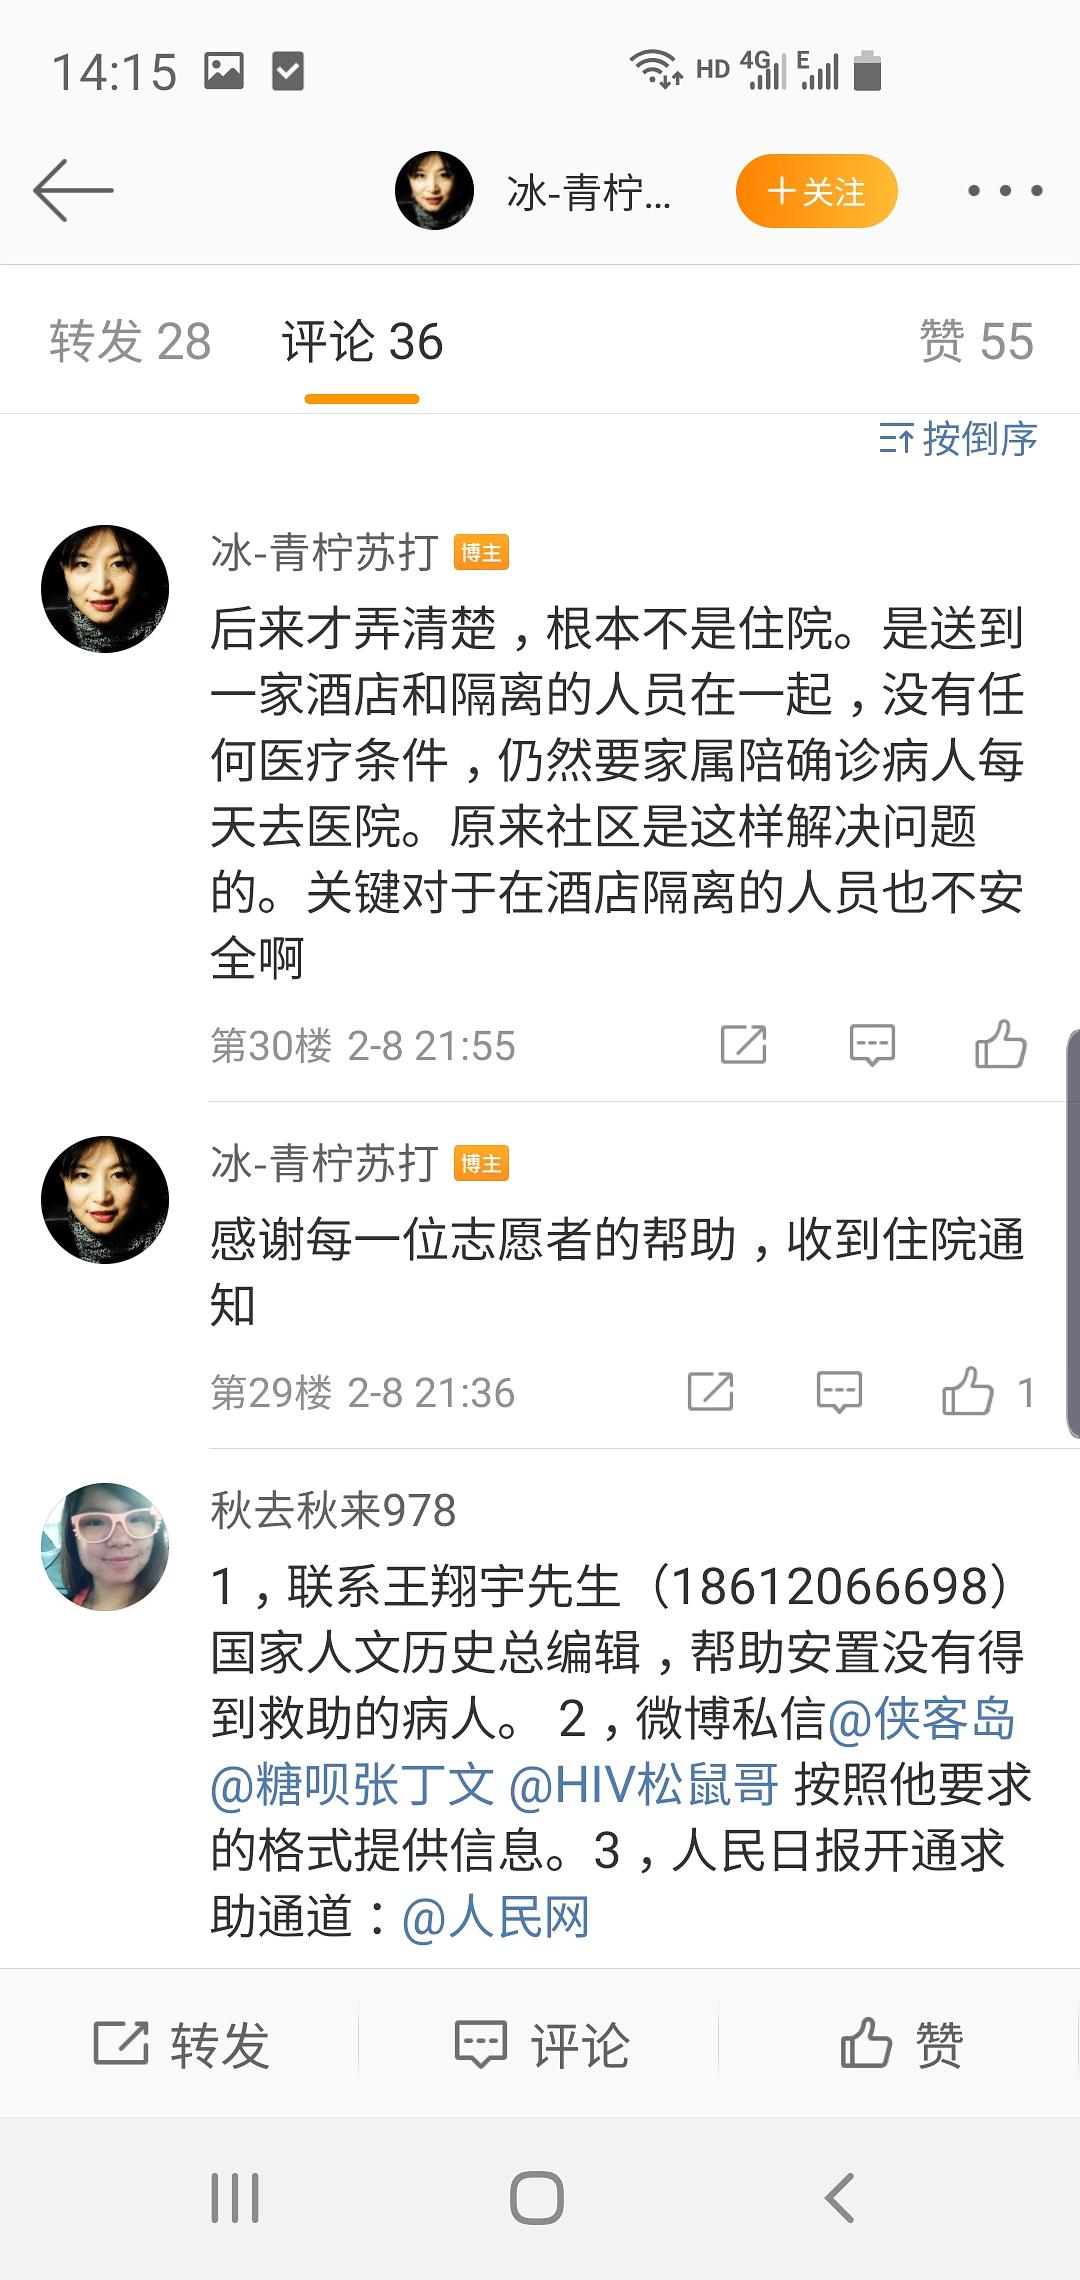 14:15
HD 4G E
冰-青柠...
+关注
转发 28 评论 36 赞 55
按倒序
冰-青柠苏打 博主
后来才弄清楚，根本不是住院。是送到
一家酒店和隔离的人员在一起，没有任
何医疗条件，仍然要家属陪确诊病人每
天去医院。原来社区是这样解决问题
的。关键对于在酒店隔离的人员也不安
全啊
第30楼 2-8 21:55
冰-青柠苏打 博主
感谢每一位志愿者的帮助，收到住院通
知
第29楼 2-8 21:36 1
秋去秋来978
1，联系王翔宇先生（18612066698）
国家人文历史总编辑，帮助安置没有得
到救助的病人。 2，微博私信@侠客岛
@糖呗张丁文 @HIV松鼠哥 按照他要求
的格式提供信息。3，人民日报开通求
助通道：@人民网
转发 评论 赞